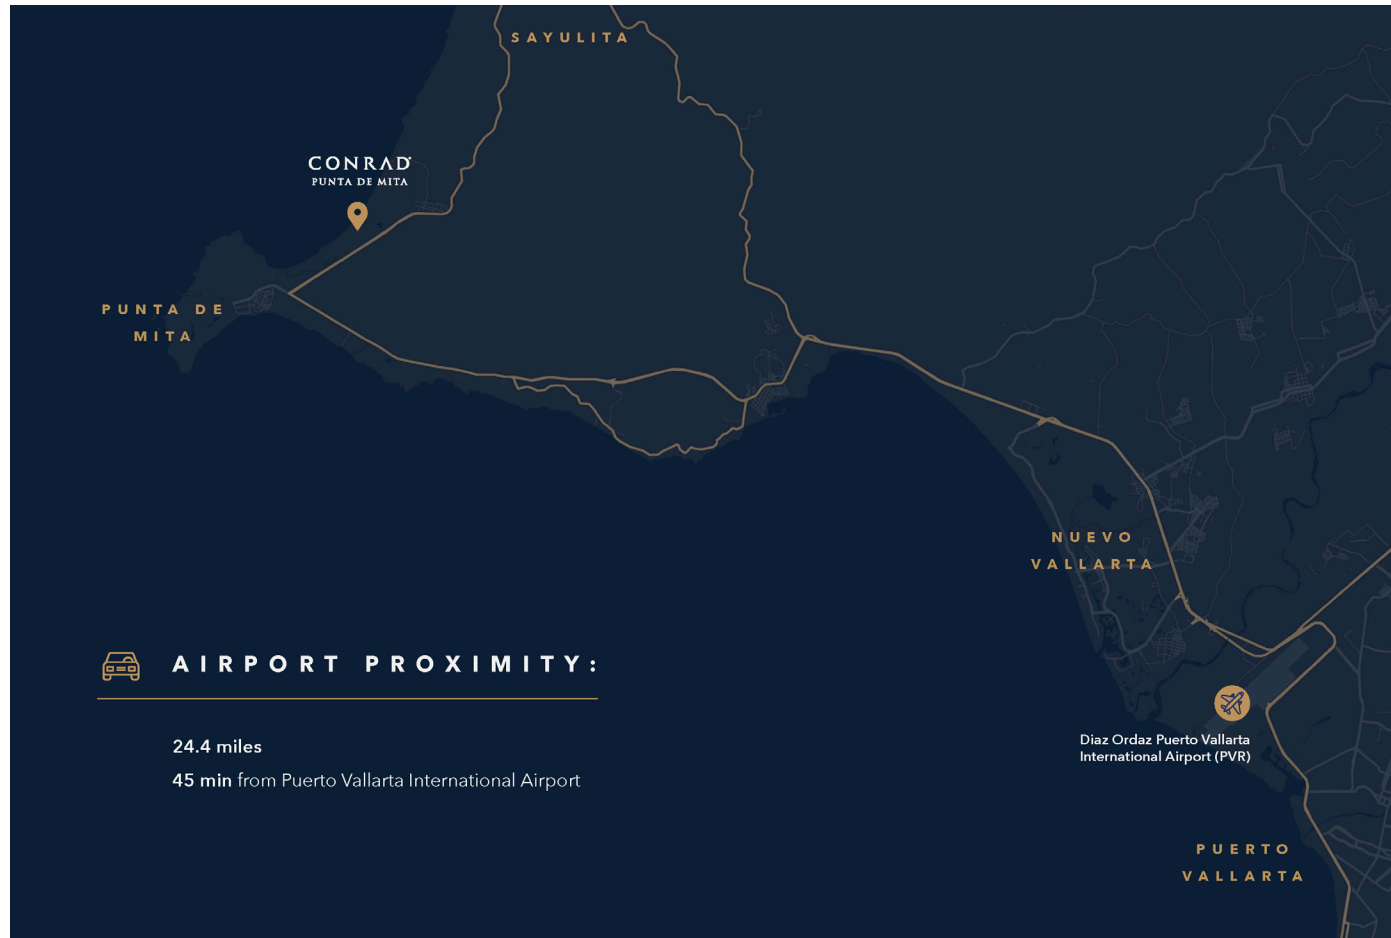 SAYULITA
CONRAD
PUNTA DE MITA
PUNTA DE
MITA
NUEVO
VALLARTA
AIRPORT PROXIMITY:
24.4 miles
45 min from Puerto Vallarta International Airport
Diaz Ordaz Puerto Vallarta
International Airport (PVR)
PUERTO
VALLARTA